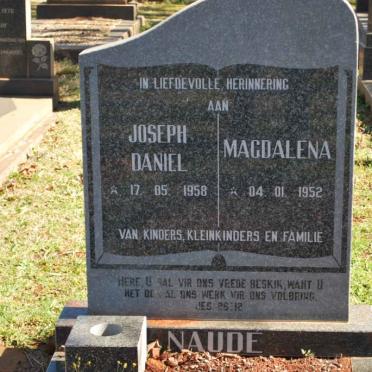 IN LIEFDEVOLLE HERINNERING
AAN
JOSEPH
DANIEL
17 05 1958
MAGDALENA
04 01 1952
VAN KINDERS, KLEINKINDERS EN FAMILIE
HERE, U SAL VIR ONS VREDE BESKIK, WANT U
HET OOK AL ONS WERK VIR ONS VOLBRING.
JES 26:12
NAUDE